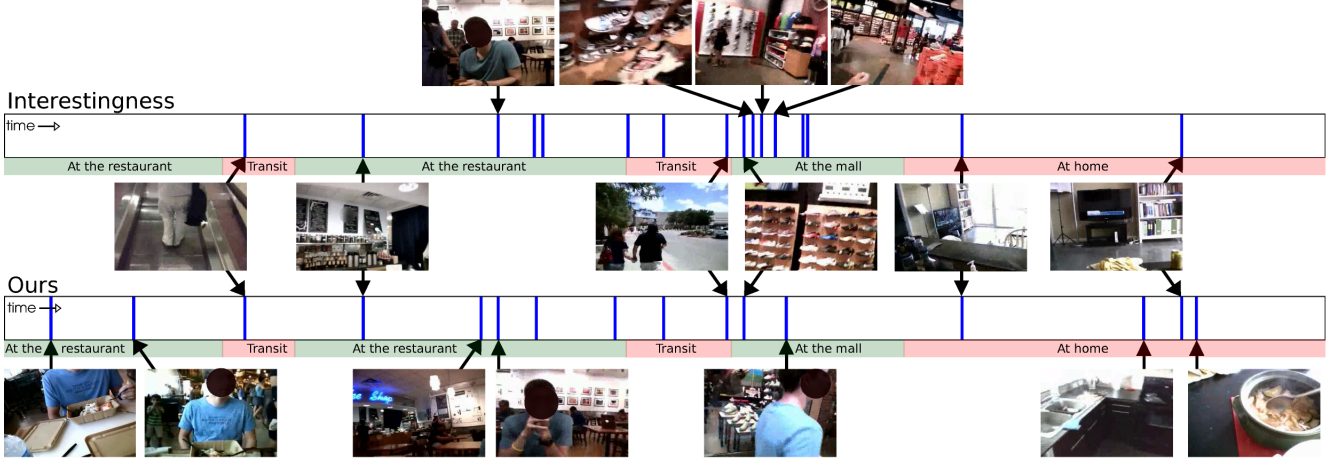 Interestingness
time
At the restaurant Transit At the restaurant Transit At the mall At home
Ours
time
At the restaurant Transit At the restaurant Transit At the mall At home
Shop